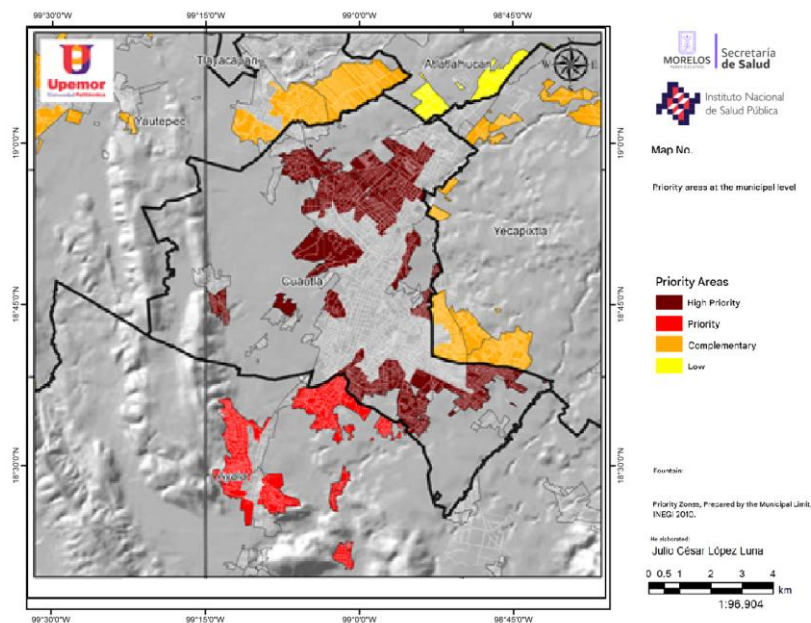 99°30'0"W 99°15'0"W 99°0'0"W 98°45'0"W
Upemor
Tlayacapan
Atlatlahucan
W E
Yautepec
Yecapixtla
Cuautla
Ayala
19°0'0"N
18°45'0"N
18°30'0"N
19°0'0"N
18°45'0"N
18°30'0"N
99°30'0"W 99°15'0"W 99°0'0"W 98°45'0"W
MORELOS
Secretaría
de Salud
Instituto Nacional
de Salud Pública
Map No.
Priority areas at the municipal level
Priority Areas
High Priority
Priority
Complementary
Low
Fountain:
Priority Zones, Prepared by the Municipal Limit,
INEGI 2010.
He elaborated:
Julio César López Luna
0 0.5 1 2 3 4
km
1:96,904